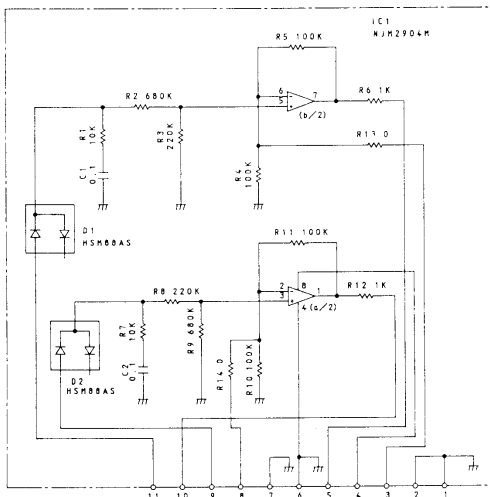 IC1
NJM2904M
R5 100K
R2 680K
6
5
7
(b/2)
R6 1K
R1
10K
R3
220K
R13 0
C1
0.1
R4
100K
D1
HSM88AS
R11 100K
R8 220K
2
3
8
1
4
(a/2)
R12 1K
R7
10K
R9 680K
C2
0.1
R14 0
R10 100K
D2
HSM88AS
11 10 9 8 7 6 5 4 3 2 1